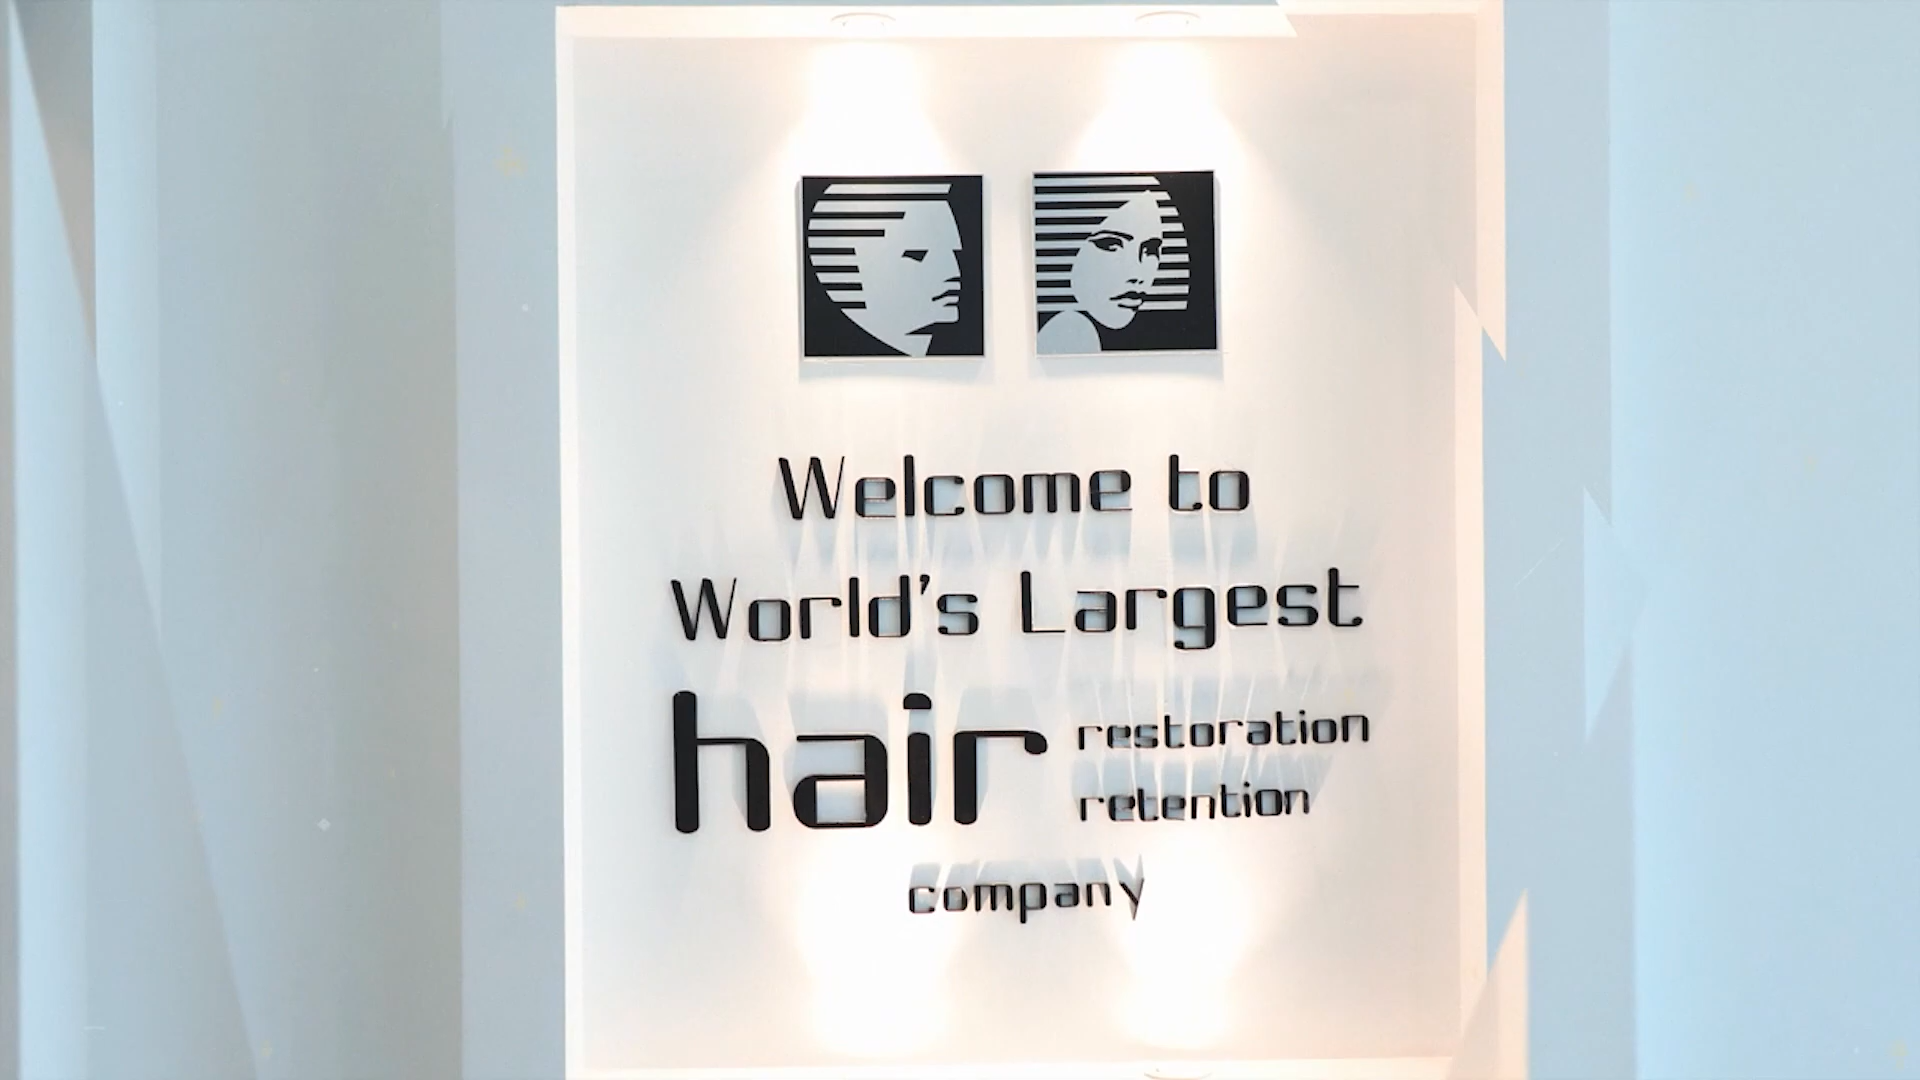 Welcome to
World's Largest
hair restoration
retention
company